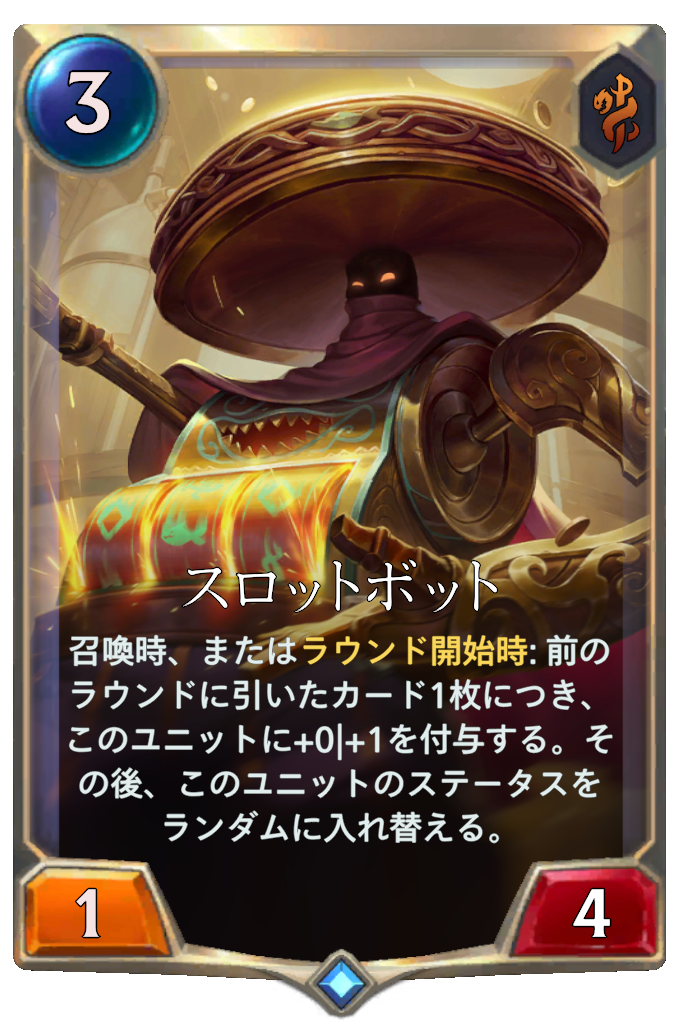 3
スロットボット
召喚時、またはラウンド開始時: 前の
ラウンドに引いたカード1枚につき、
このユニットに+0|+1を付与する。そ
の後、このユニットのステータスを
ランダムに入れ替える。
1
4